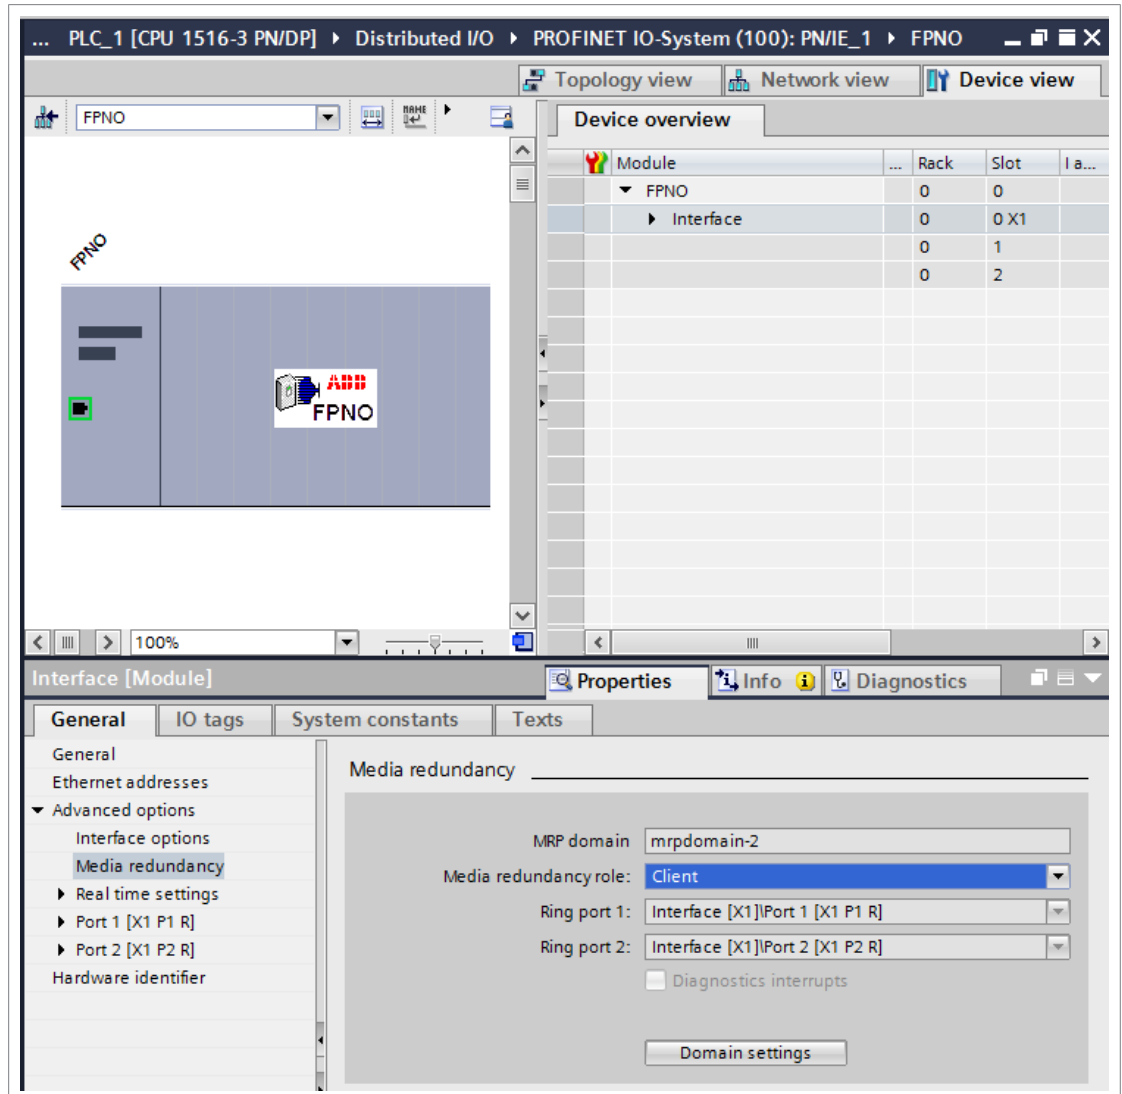 ... PLC_1 [CPU 1516-3 PN/DP] Distributed I/O PROFINET IO-System (100): PN/IE_1 FPNO
Topology view Network view Device view
FPNO
NAME
Device overview
Module ... Rack Slot I a...
FPNO 0 0
Interface 0 0 X1
0 1
0 2
FPNO
ABB
FPNO
100%
Interface [Module]
Properties Info Diagnostics
General IO tags System constants Texts
General
Ethernet addresses
Advanced options
Interface options
Media redundancy
Real time settings
Port 1 [X1 P1 R]
Port 2 [X1 P2 R]
Hardware identifier
Media redundancy
MRP domain mrpdomain-2
Media redundancy role: Client
Ring port 1: Interface [X1]\Port 1 [X1 P1 R]
Ring port 2: Interface [X1]\Port 2 [X1 P2 R]
Diagnostics interrupts
Domain settings